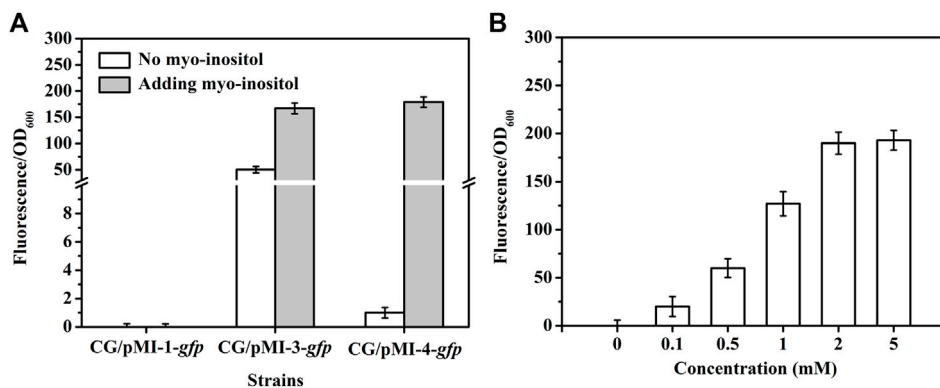 A
300
250
200
150
100
50
8
6
4
2
0
Fluorescence/OD600
No myo-inositol
Adding myo-inositol
CG/pMI-1-gfp
CG/pMI-3-gfp
CG/pMI-4-gfp
Strains
B
300
250
200
150
100
50
0
Fluorescence/OD600
0
0.1
0.5
1
2
5
Concentration (mM)